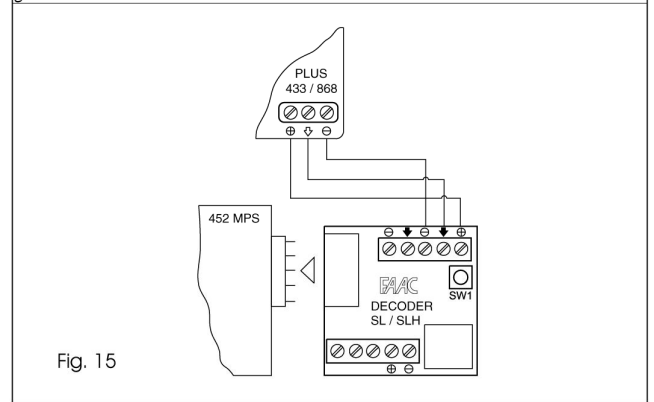 PLUS
433 / 868
⊕ ⇩ ⊖
452 MPS
⊖ ⬇ ⊖ ⬇ ⊕
FAAC
SW1
DECODER
SL / SLH
⊕ ⊖
Fig. 15